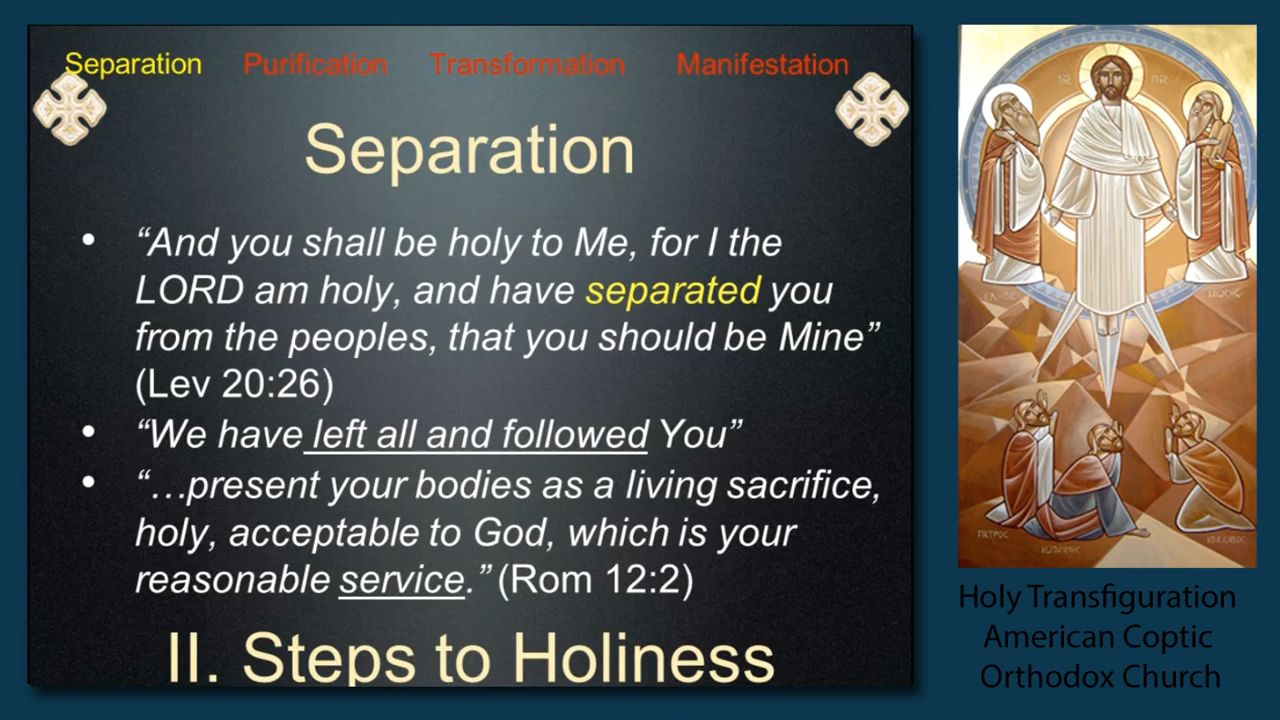 Separation Purification Transformation Manifestation
Separation
• “And you shall be holy to Me, for I the
LORD am holy, and have separated you
from the peoples, that you should be Mine”
(Lev 20:26)
• “We have left all and followed You”
• “…present your bodies as a living sacrifice,
holy, acceptable to God, which is your
reasonable service.” (Rom 12:2)
II. Steps to Holiness
Holy Transfiguration
American Coptic
Orthodox Church